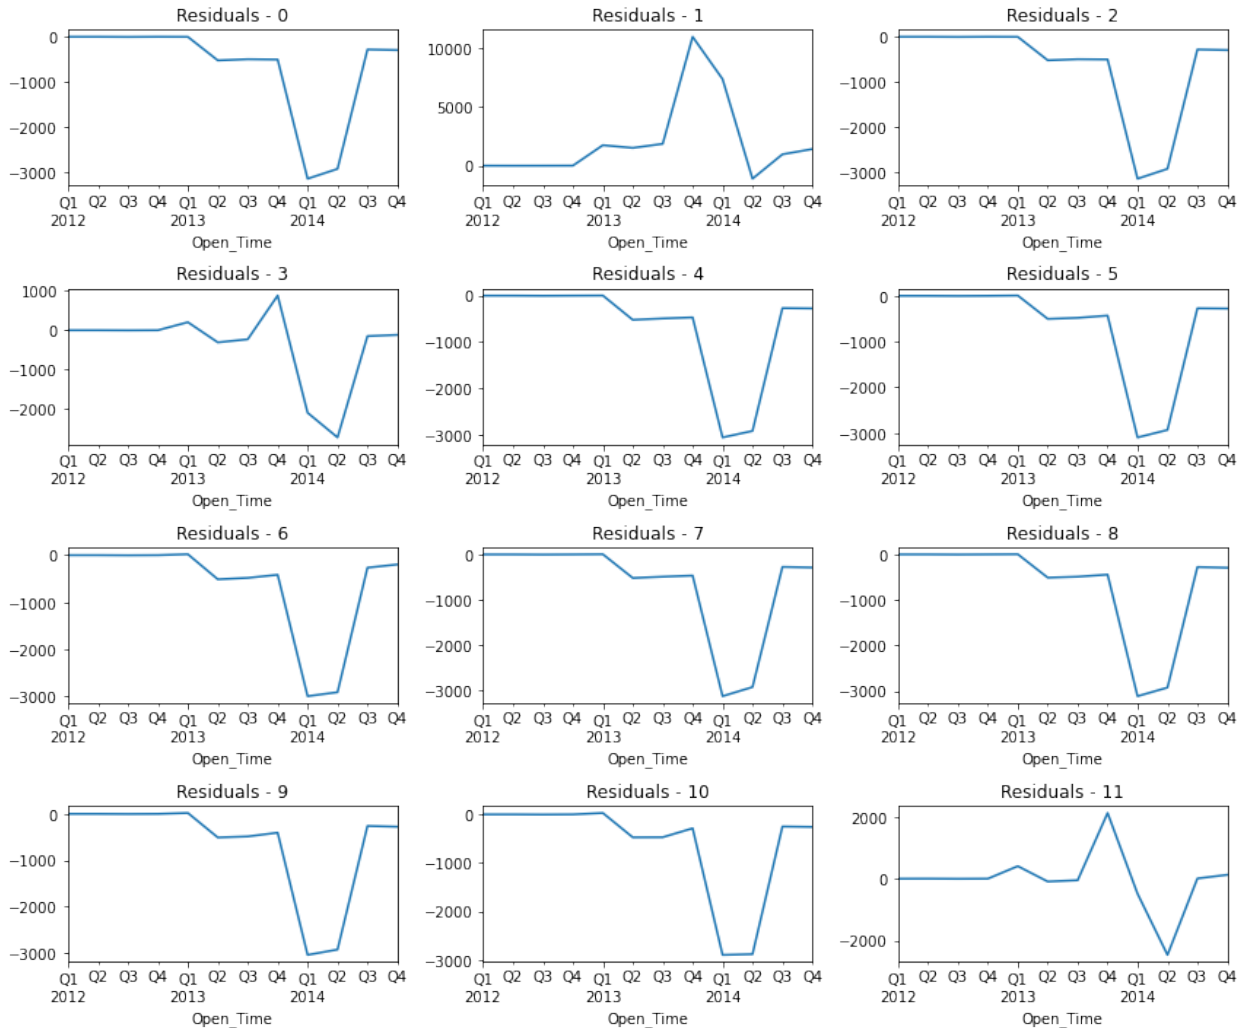 Residuals - 0
0
−1000
−2000
−3000
Q1 Q2 Q3 Q4 Q1 Q2 Q3 Q4 Q1 Q2 Q3 Q4
2012 2013 2014
Open_Time
Residuals - 1
10000
5000
0
Q1 Q2 Q3 Q4 Q1 Q2 Q3 Q4 Q1 Q2 Q3 Q4
2012 2013 2014
Open_Time
Residuals - 2
0
−1000
−2000
−3000
Q1 Q2 Q3 Q4 Q1 Q2 Q3 Q4 Q1 Q2 Q3 Q4
2012 2013 2014
Open_Time
Residuals - 3
1000
0
−1000
−2000
Q1 Q2 Q3 Q4 Q1 Q2 Q3 Q4 Q1 Q2 Q3 Q4
2012 2013 2014
Open_Time
Residuals - 4
0
−1000
−2000
−3000
Q1 Q2 Q3 Q4 Q1 Q2 Q3 Q4 Q1 Q2 Q3 Q4
2012 2013 2014
Open_Time
Residuals - 5
0
−1000
−2000
−3000
Q1 Q2 Q3 Q4 Q1 Q2 Q3 Q4 Q1 Q2 Q3 Q4
2012 2013 2014
Open_Time
Residuals - 6
0
−1000
−2000
−3000
Q1 Q2 Q3 Q4 Q1 Q2 Q3 Q4 Q1 Q2 Q3 Q4
2012 2013 2014
Open_Time
Residuals - 7
0
−1000
−2000
−3000
Q1 Q2 Q3 Q4 Q1 Q2 Q3 Q4 Q1 Q2 Q3 Q4
2012 2013 2014
Open_Time
Residuals - 8
0
−1000
−2000
−3000
Q1 Q2 Q3 Q4 Q1 Q2 Q3 Q4 Q1 Q2 Q3 Q4
2012 2013 2014
Open_Time
Residuals - 9
0
−1000
−2000
−3000
Q1 Q2 Q3 Q4 Q1 Q2 Q3 Q4 Q1 Q2 Q3 Q4
2012 2013 2014
Open_Time
Residuals - 10
0
−1000
−2000
−3000
Q1 Q2 Q3 Q4 Q1 Q2 Q3 Q4 Q1 Q2 Q3 Q4
2012 2013 2014
Open_Time
Residuals - 11
2000
0
−2000
Q1 Q2 Q3 Q4 Q1 Q2 Q3 Q4 Q1 Q2 Q3 Q4
2012 2013 2014
Open_Time